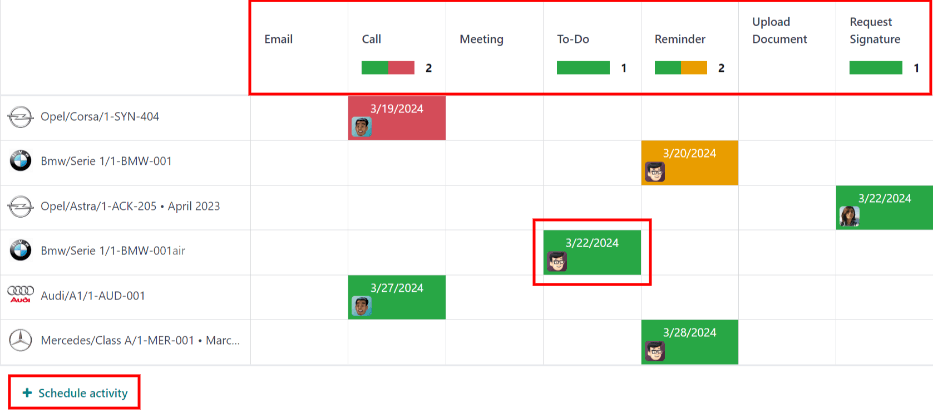 Email
Call
2
Meeting
To-Do
1
Reminder
2
Upload
Document
Request
Signature
1
Opel/Corsa/1-SYN-404
3/19/2024
Bmw/Serie 1/1-BMW-001
3/20/2024
Opel/Astra/1-ACK-205 • April 2023
3/22/2024
Bmw/Serie 1/1-BMW-001air
3/22/2024
Audi
Audi/A1/1-AUD-001
3/27/2024
Mercedes/Class A/1-MER-001 • Marc...
3/28/2024
+ Schedule activity